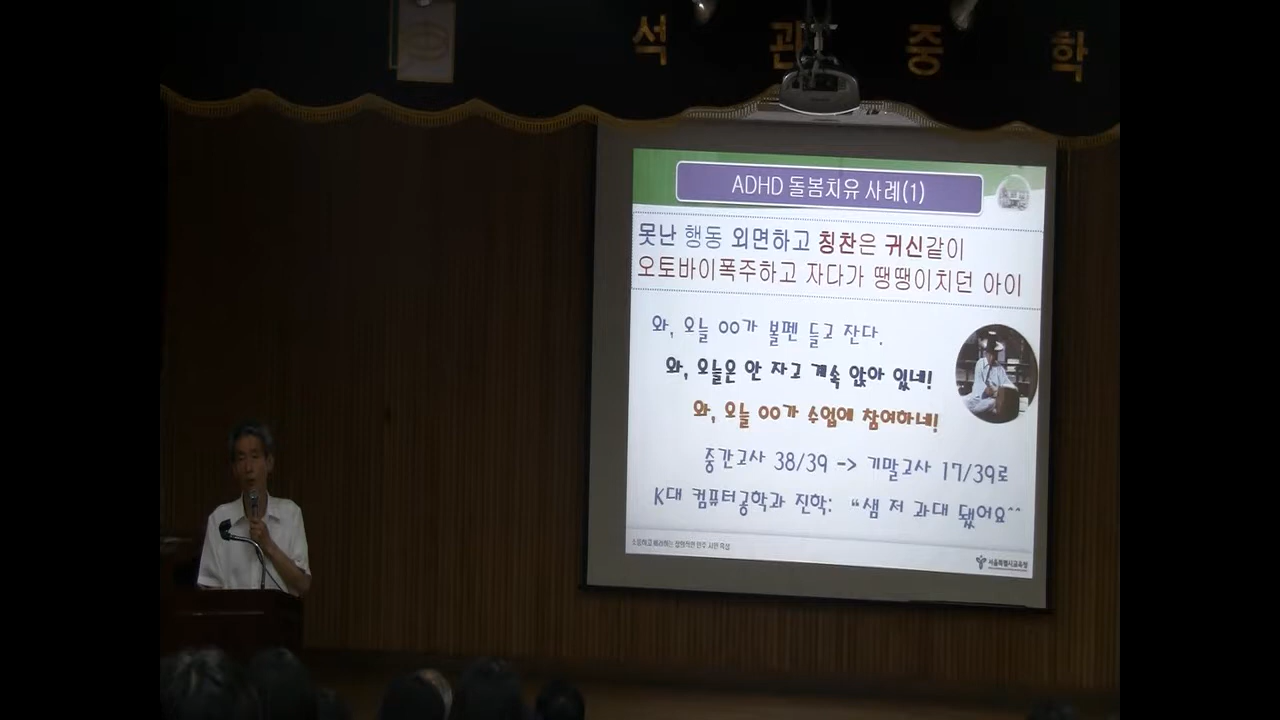 석 관 중 학
ADHD 돌봄치유 사례(1)
못난 행동 외면하고 칭찬은 귀신같이
오토바이폭주하고 자다가 땡땡이치던 아이
와, 오늘 OO가 볼펜 들고 잔다.
와, 오늘은 안 자고 계속 앉아 있네!
와, 오늘 OO가 수업에 참여하네!
중간고사 38/39 -> 기말고사 17/39로
K대 컴퓨터공학과 진학: “샘 저 과대 됐어요^^
서울특별시교육청